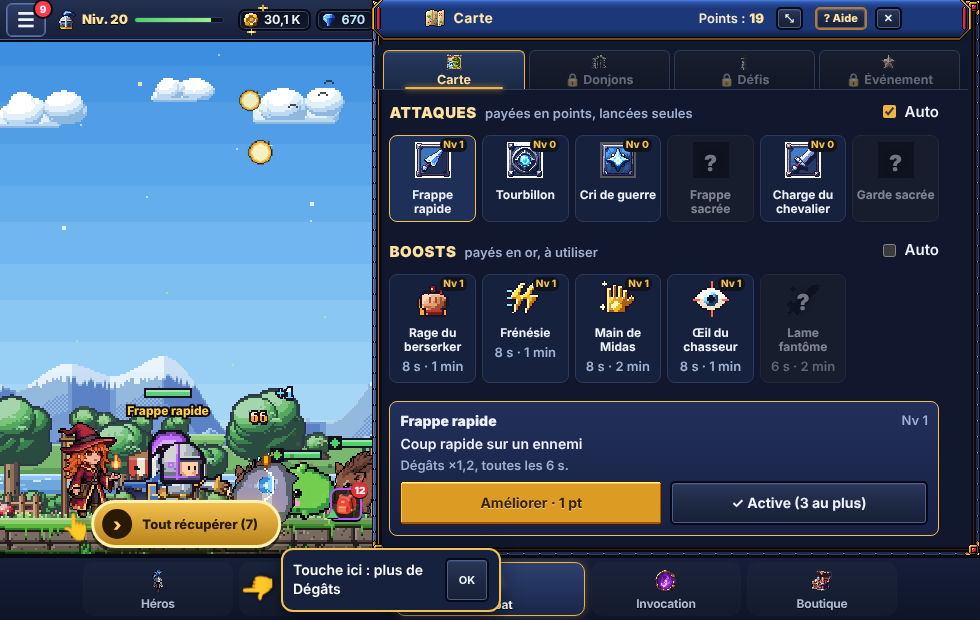 9
Niv. 20
30,1 K
670
Carte
Points : 19
? Aide
Carte
Donjons
Défis
Événement
ATTAQUES payées en points, lancées seules
Auto
Nv 1
Frappe
rapide
Nv 0
Tourbillon
Nv 0
Cri de guerre
?
Frappe
sacrée
Nv 0
Charge du
chevalier
?
Garde sacrée
BOOSTS payés en or, à utiliser
Auto
Nv 1
Rage du
berserker
8 s · 1 min
Nv 1
Frénésie
8 s · 1 min
Nv 1
Main de
Midas
8 s · 2 min
Nv 1
Œil du
chasseur
8 s · 1 min
?
Lame
fantôme
6 s · 2 min
Frappe rapide
Nv 1
Coup rapide sur un ennemi
Dégâts ×1,2, toutes les 6 s.
Améliorer · 1 pt
✓ Active (3 au plus)
+1
Frappe rapide
66
12
Tout récupérer (7)
Touche ici : plus de
Dégâts
OK
Héros
at
Invocation
Boutique